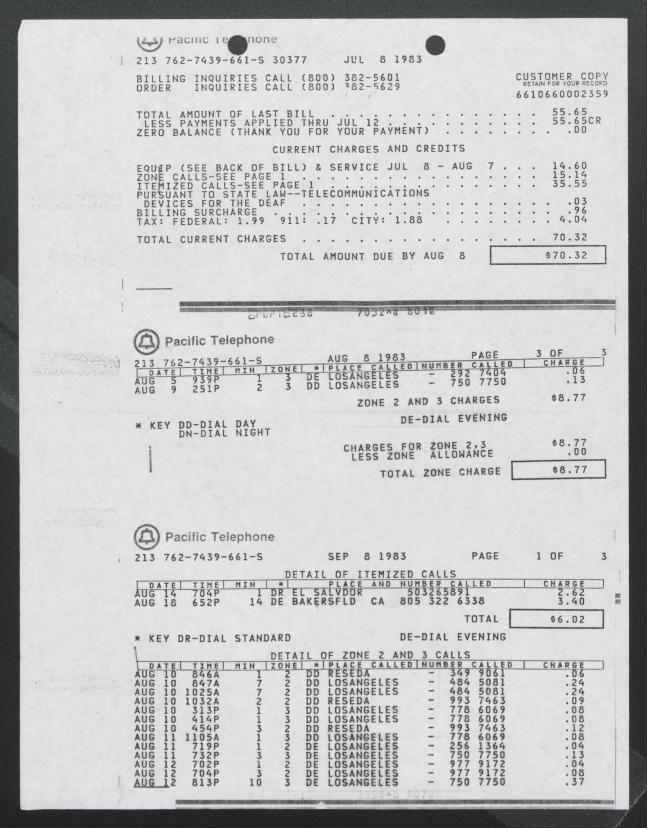 Pacific Telephone
213 762-7439-661-S 30377 JUL 8 1983
BILLING INQUIRIES CALL (800) 382-5601
CUSTOMER COPY
RETAIN FOR YOUR RECORD
ORDER INQUIRIES CALL (800) 382-5629
6610660002359
TOTAL AMOUNT OF LAST BILL . . . . . . . . . . . . . . . 55.65
LESS PAYMENTS APPLIED THRU JUL 12 . . . . . . . . . . . 55.65CR
ZERO BALANCE (THANK YOU FOR YOUR PAYMENT) . . . . . . . .00
CURRENT CHARGES AND CREDITS
EQUIP (SEE BACK OF BILL) & SERVICE JUL 8 - AUG 7 . . . 14.60
ZONE CALLS-SEE PAGE 1 . . . . . . . . . . . . . . . . . 15.14
ITEMIZED CALLS-SEE PAGE 1 . . . . . . . . . . . . . . . 35.55
PURSUANT TO STATE LAW--TELECOMMUNICATIONS
DEVICES FOR THE DEAF . . . . . . . . . . . . . . . . . .03
BILLING SURCHARGE . . . . . . . . . . . . . . . . . . . .96
TAX: FEDERAL: 1.99 911: .17 CITY: 1.88 . . . . . . . . 4.04
TOTAL CURRENT CHARGES . . . . . . . . . . . . . . . . . 70.32
TOTAL AMOUNT DUE BY AUG 8 $70.32
Pacific Telephone
213 762-7439-661-S AUG 8 1983 PAGE 3 OF 3
DATE TIME MIN ZONE * PLACE CALLED NUMBER CALLED CHARGE
AUG 5 939P 1 3 DE LOSANGELES - 292 7404 .06
AUG 9 251P 2 3 DD LOSANGELES - 750 7750 .13
ZONE 2 AND 3 CHARGES $8.77
* KEY DD-DIAL DAY DE-DIAL EVENING
DN-DIAL NIGHT
CHARGES FOR ZONE 2,3 $8.77
LESS ZONE ALLOWANCE .00
TOTAL ZONE CHARGE $8.77
Pacific Telephone
213 762-7439-661-S SEP 8 1983 PAGE 1 OF 3
DETAIL OF ITEMIZED CALLS
DATE TIME MIN * PLACE AND NUMBER CALLED CHARGE
AUG 14 704P 1 DR EL SALVDOR 503265891 2.62
AUG 18 652P 14 DE BAKERSFLD CA 805 322 6338 3.40
TOTAL $6.02
* KEY DR-DIAL STANDARD DE-DIAL EVENING
DETAIL OF ZONE 2 AND 3 CALLS
DATE TIME MIN ZONE * PLACE CALLED NUMBER CALLED CHARGE
AUG 10 846A 1 2 DD RESEDA - 349 9061 .06
AUG 10 847A 7 2 DD LOSANGELES - 484 5081 .24
AUG 10 1025A 7 2 DD LOSANGELES - 484 5081 .24
AUG 10 1032A 2 2 DD RESEDA - 993 7463 .09
AUG 10 313P 1 3 DD LOSANGELES - 778 6069 .08
AUG 10 414P 1 3 DD LOSANGELES - 778 6069 .08
AUG 10 454P 3 2 DD RESEDA - 993 7463 .12
AUG 11 1105A 1 3 DD LOSANGELES - 778 6069 .08
AUG 11 719P 1 2 DE LOSANGELES - 256 1364 .04
AUG 11 732P 3 3 DE LOSANGELES - 750 7750 .13
AUG 12 702P 1 2 DE LOSANGELES - 977 9172 .04
AUG 12 704P 3 2 DE LOSANGELES - 977 9172 .08
AUG 12 813P 10 3 DE LOSANGELES - 750 7750 .37